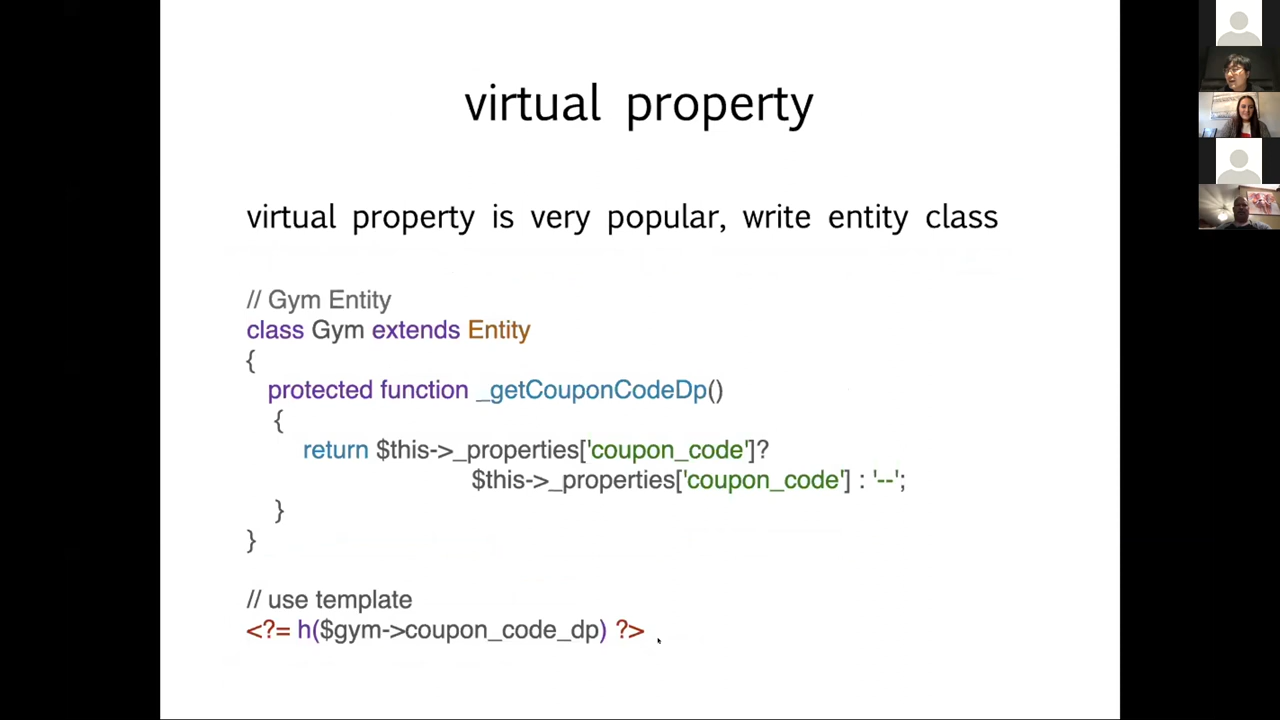 virtual property
virtual property is very popular, write entity class
// Gym Entity
class Gym extends Entity
{
protected function _getCouponCodeDp()
{
return $this->_properties['coupon_code']?
$this->_properties['coupon_code'] : '--';
}
}
// use template
<?= h($gym->coupon_code_dp) ?>